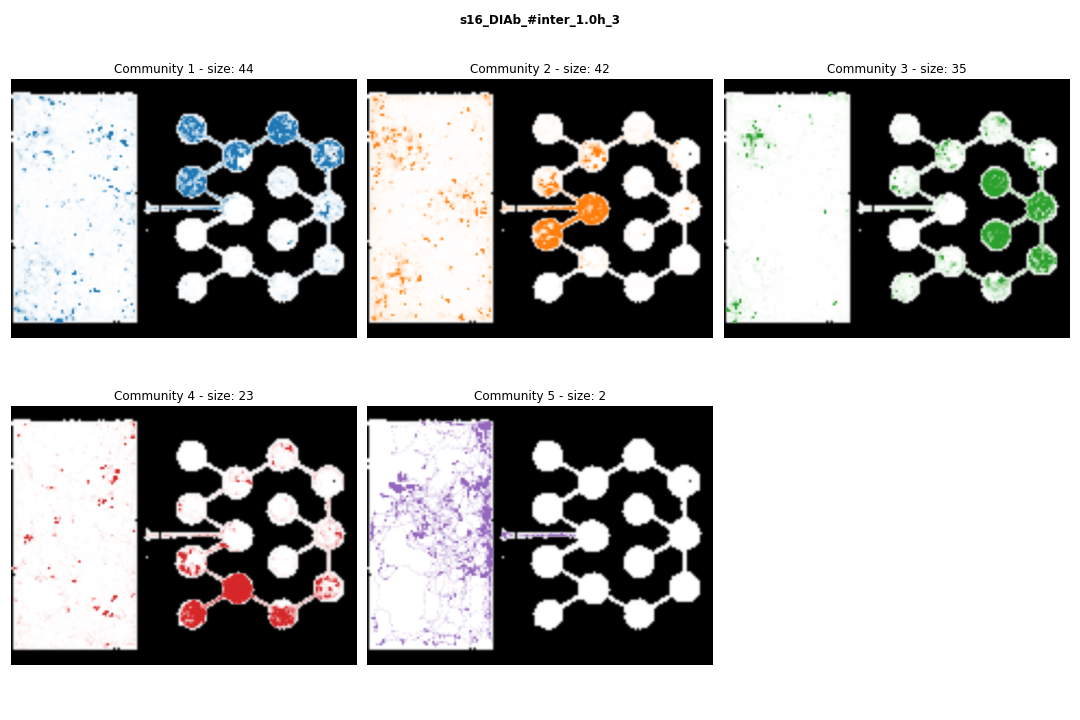 s16_DIAb_#inter_1.0h_3
Community 1 - size: 44
Community 2 - size: 42
Community 3 - size: 35
Community 4 - size: 23
Community 5 - size: 2